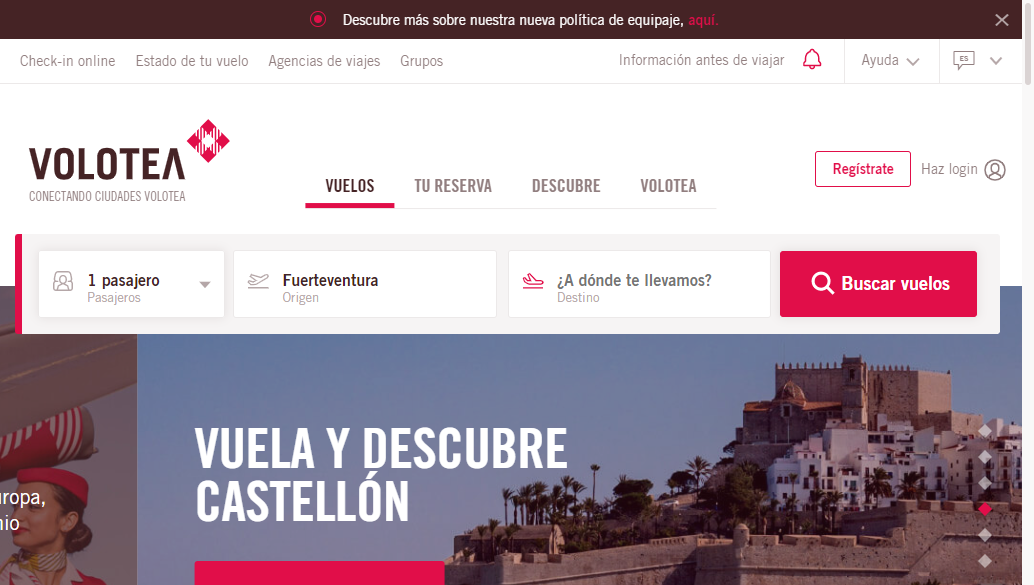 Descubre más sobre nuestra nueva política de equipaje, aquí.
Check-in online Estado de tu vuelo Agencias de viajes Grupos Información antes de viajar Ayuda ES
VOLOTEA
CONECTANDO CIUDADES VOLOTEA
VUELOS TU RESERVA DESCUBRE VOLOTEA
Regístrate Haz login
1 pasajero
Pasajeros
Fuerteventura
Origen
¿A dónde te llevamos?
Destino
Buscar vuelos
VUELA Y DESCUBRE
CASTELLÓN